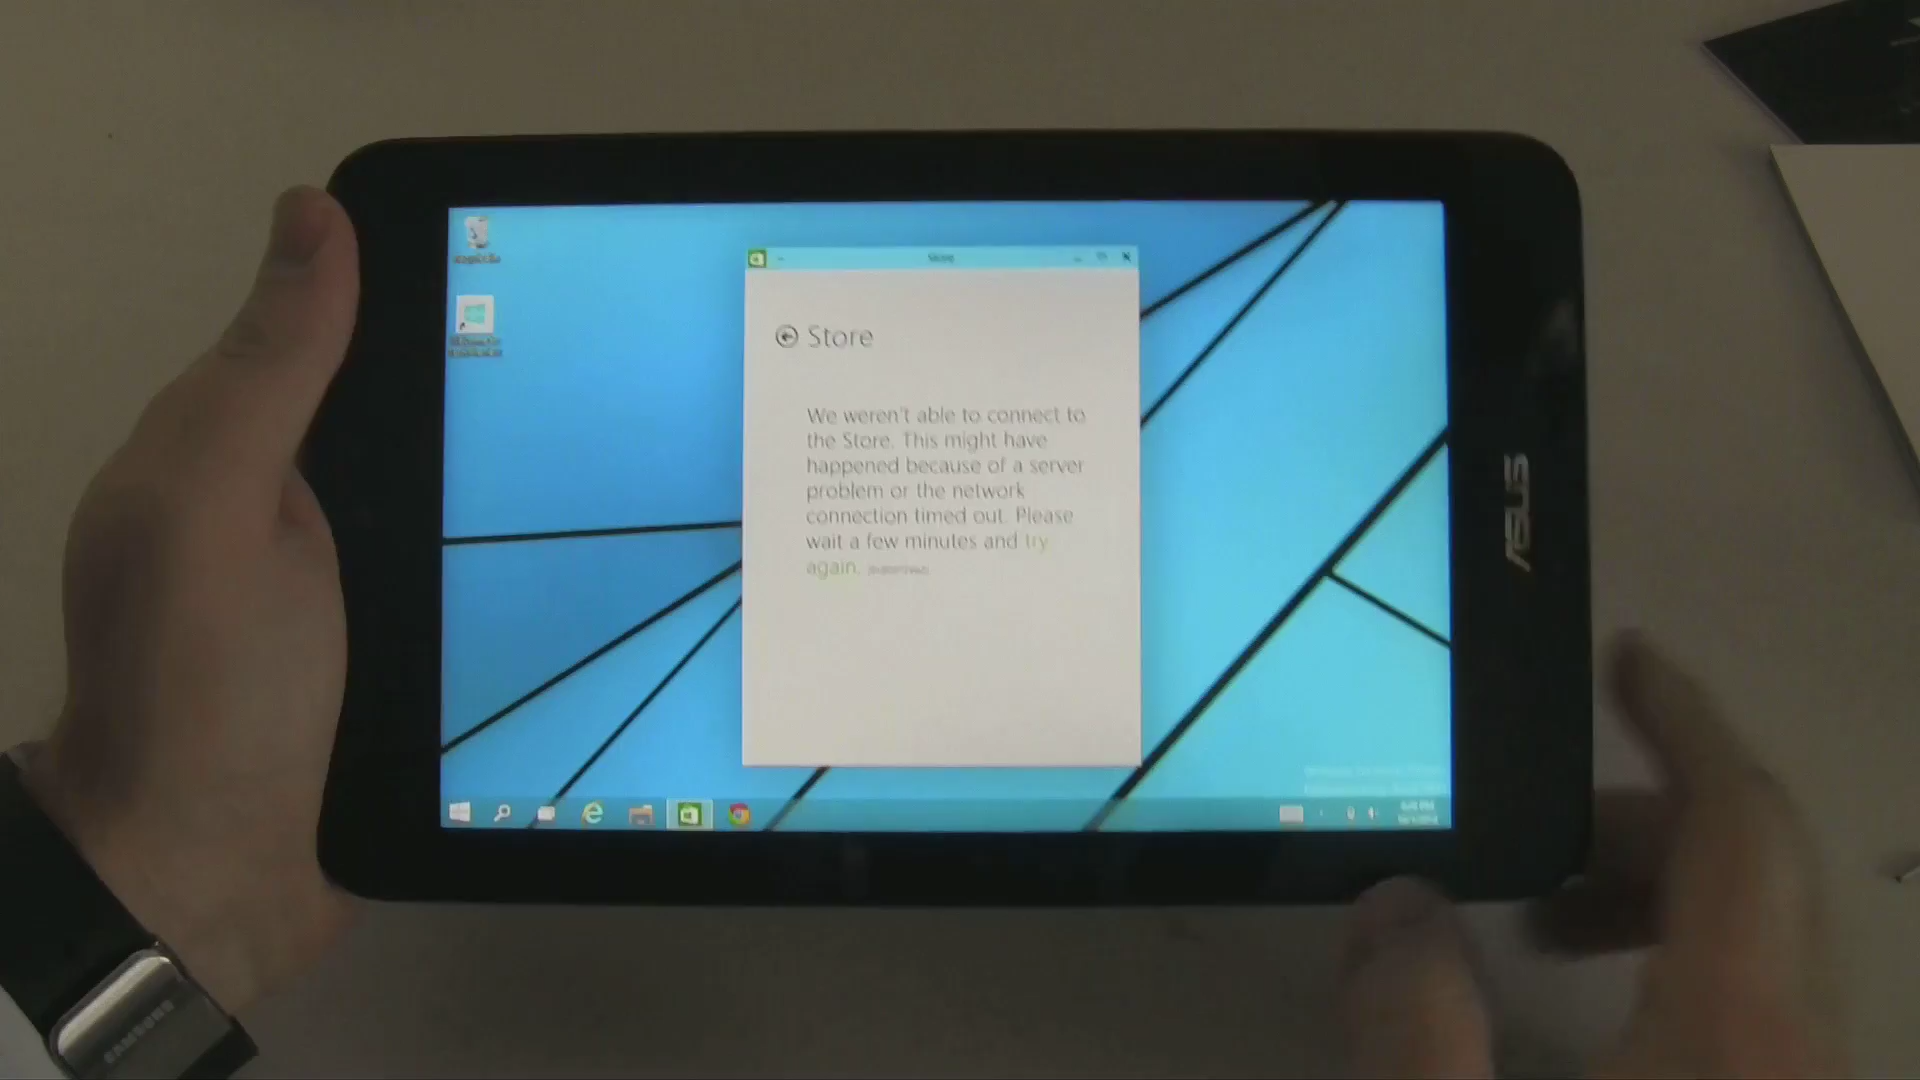 Store
Store
We weren't able to connect to
the Store. This might have
happened because of a server
problem or the network
connection timed out. Please
wait a few minutes and try
again.
ASUS
SAMSUNG